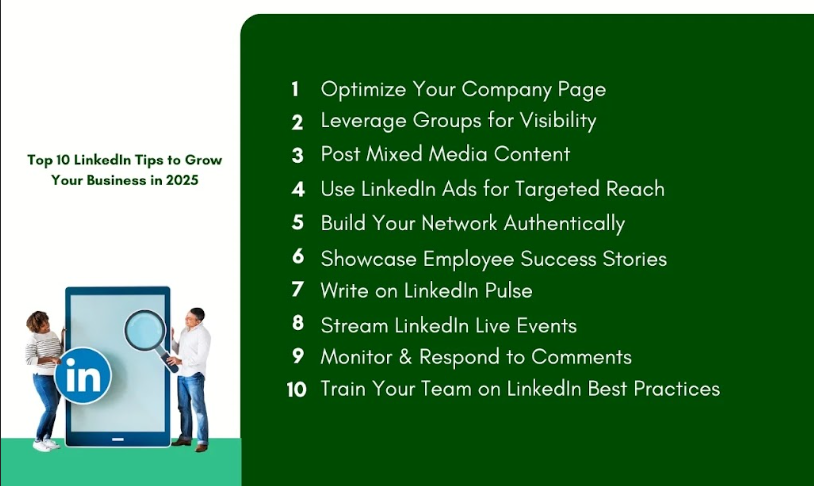 Top 10 LinkedIn Tips to Grow
Your Business in 2025
in
1 Optimize Your Company Page
2 Leverage Groups for Visibility
3 Post Mixed Media Content
4 Use LinkedIn Ads for Targeted Reach
5 Build Your Network Authentically
6 Showcase Employee Success Stories
7 Write on LinkedIn Pulse
8 Stream LinkedIn Live Events
9 Monitor & Respond to Comments
10 Train Your Team on LinkedIn Best Practices